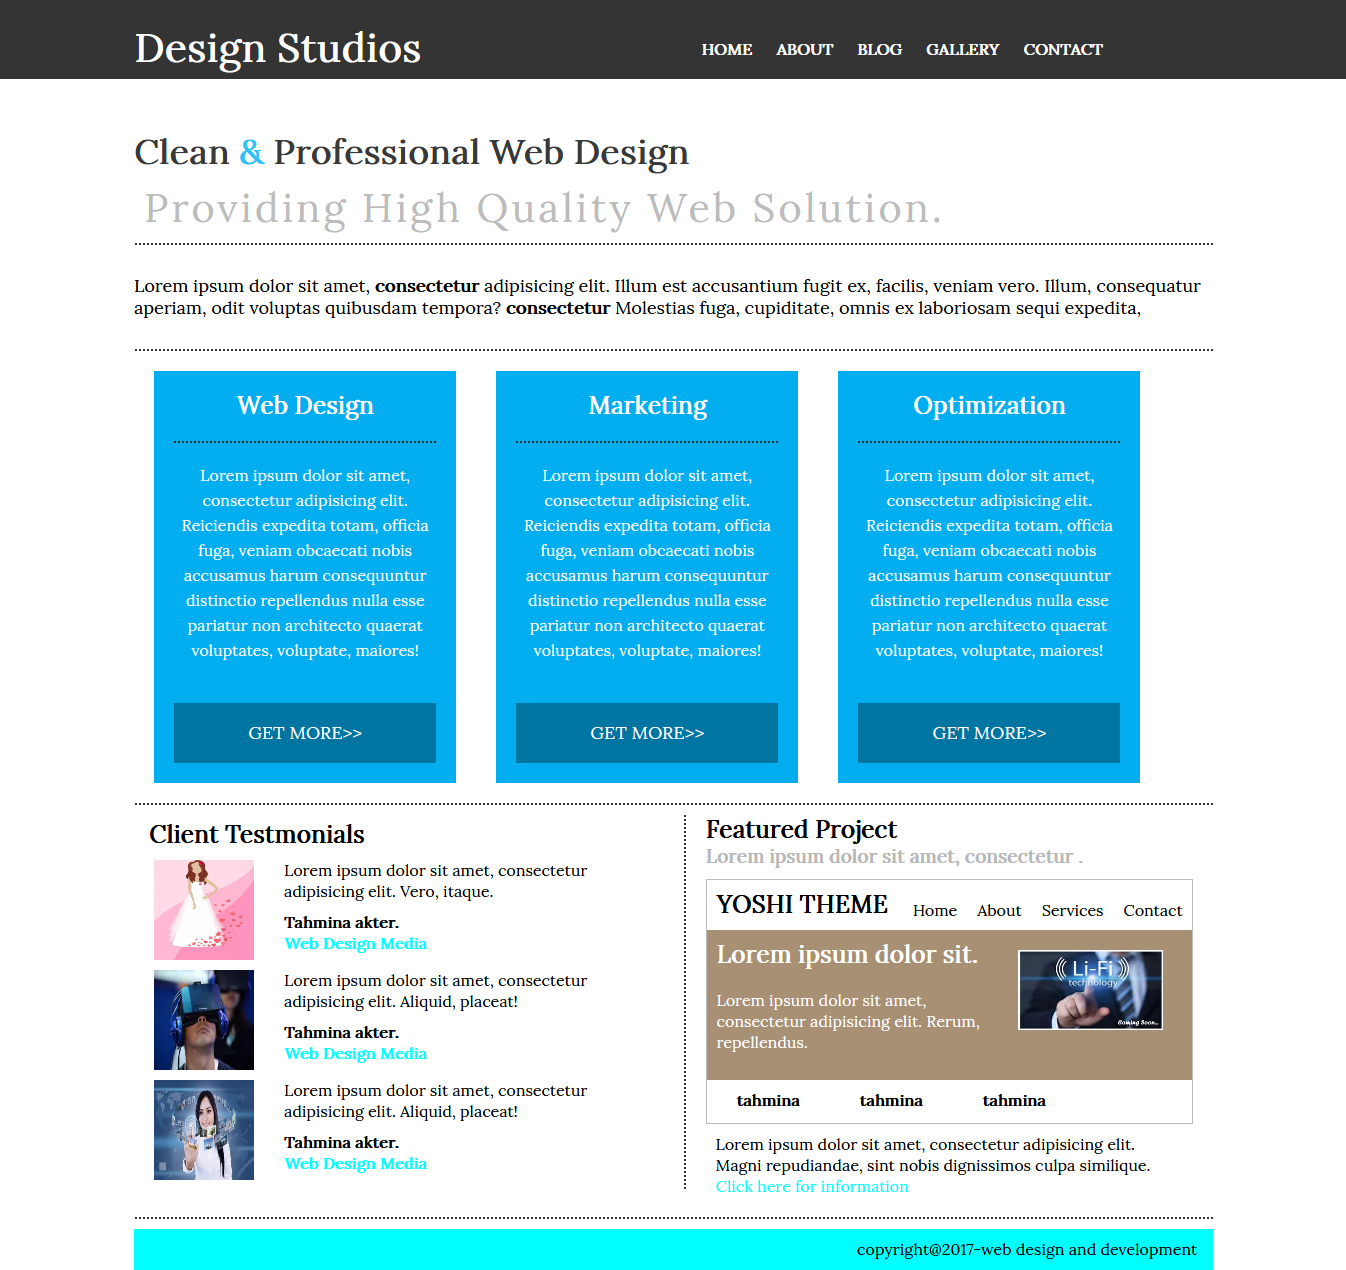 Design Studios
HOME ABOUT BLOG GALLERY CONTACT
Clean & Professional Web Design
Providing High Quality Web Solution.
Lorem ipsum dolor sit amet, consectetur adipisicing elit. Illum est accusantium fugit ex, facilis, veniam vero. Illum, consequatur
aperiam, odit voluptas quibusdam tempora? consectetur Molestias fuga, cupiditate, omnis ex laboriosam sequi expedita,
Web Design
Lorem ipsum dolor sit amet,
consectetur adipisicing elit.
Reiciendis expedita totam, officia
fuga, veniam obcaecati nobis
accusamus harum consequuntur
distinctio repellendus nulla esse
pariatur non architecto quaerat
voluptates, voluptate, maiores!
GET MORE>>
Marketing
Lorem ipsum dolor sit amet,
consectetur adipisicing elit.
Reiciendis expedita totam, officia
fuga, veniam obcaecati nobis
accusamus harum consequuntur
distinctio repellendus nulla esse
pariatur non architecto quaerat
voluptates, voluptate, maiores!
GET MORE>>
Optimization
Lorem ipsum dolor sit amet,
consectetur adipisicing elit.
Reiciendis expedita totam, officia
fuga, veniam obcaecati nobis
accusamus harum consequuntur
distinctio repellendus nulla esse
pariatur non architecto quaerat
voluptates, voluptate, maiores!
GET MORE>>
Client Testmonials
Lorem ipsum dolor sit amet, consectetur
adipisicing elit. Vero, itaque.
Tahmina akter.
Web Design Media
Lorem ipsum dolor sit amet, consectetur
adipisicing elit. Aliquid, placeat!
Tahmina akter.
Web Design Media
Lorem ipsum dolor sit amet, consectetur
adipisicing elit. Aliquid, placeat!
Tahmina akter.
Web Design Media
Featured Project
Lorem ipsum dolor sit amet, consectetur .
YOSHI THEME
Home About Services Contact
Lorem ipsum dolor sit.
Lorem ipsum dolor sit amet,
consectetur adipisicing elit. Rerum,
repellendus.
Li-Fi
technology
Coming Soon...
tahmina tahmina tahmina
Lorem ipsum dolor sit amet, consectetur adipisicing elit.
Magni repudiandae, sint nobis dignissimos culpa similique.
Click here for information
copyright@2017-web design and development